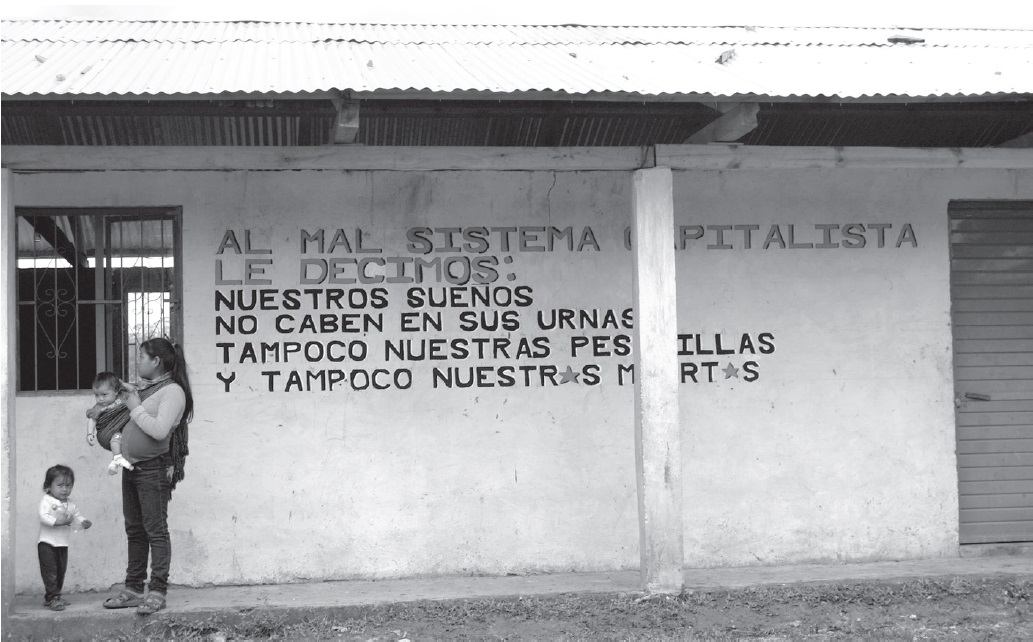 AL MAL SISTEMA CAPITALISTA
LE DECIMOS:
NUESTROS SUEÑOS
NO CABEN EN SUS URNAS
TAMPOCO NUESTRAS PESADILLAS
Y TAMPOCO NUESTR★S MUERT★S